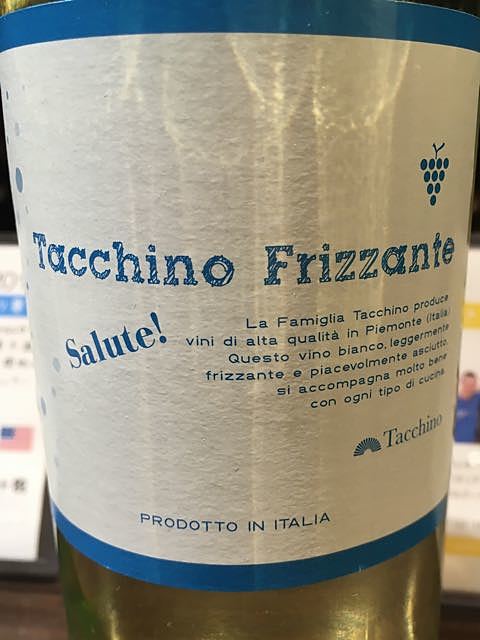 Tacchino Frizzante
Salute!
La Famiglia Tacchino produce
vini di alta qualità in Piemonte (Italia)
Questo vino bianco, leggermente
frizzante e piacevolmente asciutto,
si accompagna molto bene
con ogni tipo di cucina.
Tacchino
PRODOTTO IN ITALIA